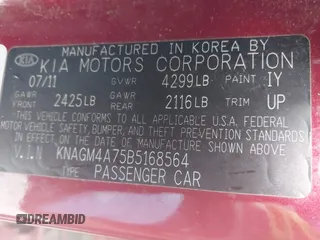 MANUFACTURED IN KOREA BY
KIA KIA MOTORS CORPORATION
07/11 GVWR 4299LB PAINT IY
GAWR FRONT 2425LB GAWR REAR 2116LB TRIM UP
THIS VEHICLE CONFORMS TO ALL APPLICABLE
FEDERAL MOTOR VEHICLE
SAFETY, BUMPER, AND THEFT PREVENTION
STANDARDS IN EFFECT ON THE DATE OF
MANUFACTURE SHOWN ABOVE.
V.I.N KNAGM4A75B5168564
TYPE PASSENGER CAR
DREAMBID